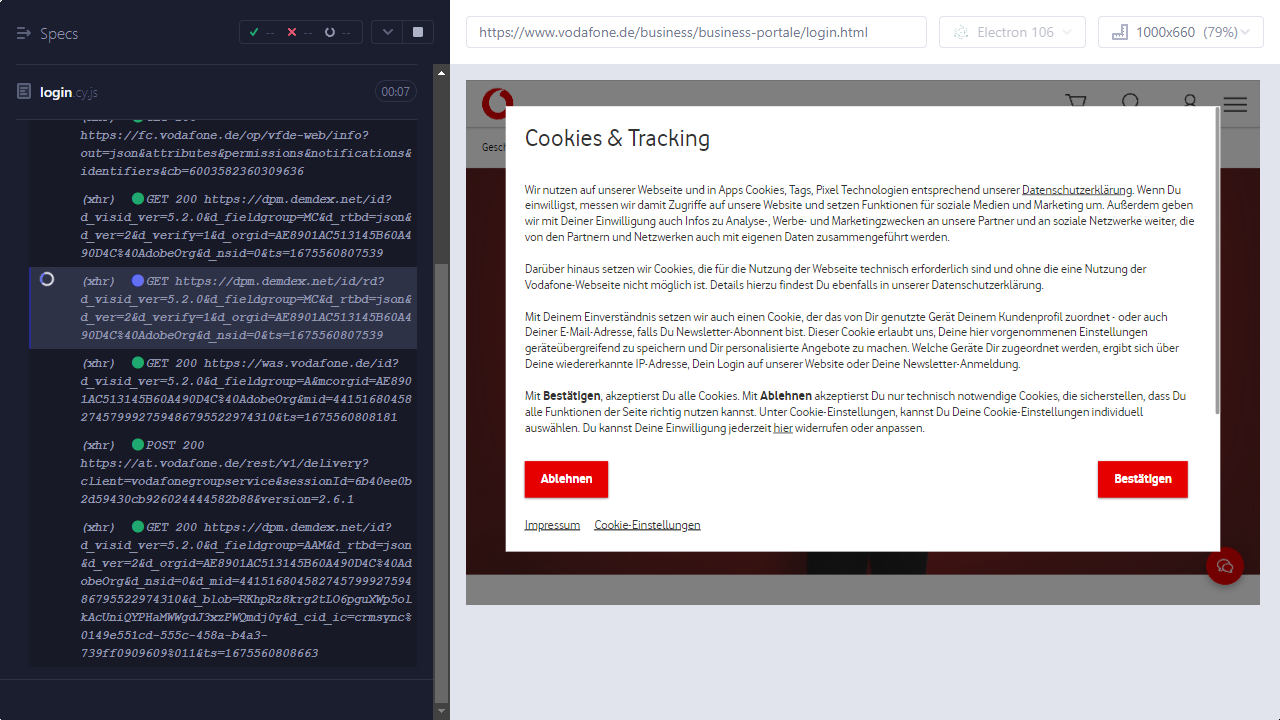 Specs
-- -- --
login.cy.js
00:07
https://fc.vodafone.de/op/vfde-web/info?
out=json&attributes&permissions&notifications&
identifiers&cb=6003582360309636
(xhr) GET 200 https://dpm.demdex.net/id?
d_visid_ver=5.2.0&d_fieldgroup=MC&d_rtbd=json&
d_ver=2&d_verify=1&d_orgid=AE8901AC513145B60A4
90D4C%40AdobeOrg&d_nsid=0&ts=1675560807539
(xhr) GET https://dpm.demdex.net/id/rd?
d_visid_ver=5.2.0&d_fieldgroup=MC&d_rtbd=json&
d_ver=2&d_verify=1&d_orgid=AE8901AC513145B60A4
90D4C%40AdobeOrg&d_nsid=0&ts=1675560807539
(xhr) GET 200 https://was.vodafone.de/id?
d_visid_ver=5.2.0&d_fieldgroup=A&mcorgid=AE890
1AC513145B60A490D4C%40AdobeOrg&mid=44151680458
274579992759486795522974310&ts=1675560808181
(xhr) POST 200
https://at.vodafone.de/rest/v1/delivery?
client=vodafonegroupservice&sessionId=6b40ee0b
2d59430cb926024444582b88&version=2.6.1
(xhr) GET 200 https://dpm.demdex.net/id?
d_visid_ver=5.2.0&d_fieldgroup=AAM&d_rtbd=json
&d_ver=2&d_orgid=AE8901AC513145B60A490D4C%40Ad
obeOrg&d_nsid=0&d_mid=441516804582745799927594
86795522974310&d_blob=RKhpRz8krg2tLO6pguXWp5ol
kAcUniQYPHaMWWgdJ3xzPWQmdj0y&d_cid_ic=crmsync%
0149e551cd-555c-458a-b4a3-
739ff0909609%011&ts=1675560808663
https://www.vodafone.de/business/business-portale/login.html
Electron 106
1000x660 (79%)
Gesch
Cookies & Tracking
Wir nutzen auf unserer Webseite und in Apps Cookies, Tags, Pixel Technologien entsprechend unserer Datenschutzerklärung. Wenn Du
einwilligst, messen wir damit Zugriffe auf unsere Website und setzen Funktionen für soziale Medien und Marketing um. Außerdem geben
wir mit Deiner Einwilligung auch Infos zu Analyse-, Werbe- und Marketingzwecken an unsere Partner und an soziale Netzwerke weiter, die
von den Partnern und Netzwerken auch mit eigenen Daten zusammengeführt werden.
Darüber hinaus setzen wir Cookies, die für die Nutzung der Webseite technisch erforderlich sind und ohne die eine Nutzung der
Vodafone-Webseite nicht möglich ist. Details hierzu findest Du ebenfalls in unserer Datenschutzerklärung.
Mit Deinem Einverständnis setzen wir auch einen Cookie, der das von Dir genutzte Gerät Deinem Kundenprofil zuordnet - oder auch
Deiner E-Mail-Adresse, falls Du Newsletter-Abonnent bist. Dieser Cookie erlaubt uns, Deine hier vorgenommenen Einstellungen
geräteübergreifend zu speichern und Dir personalisierte Angebote zu machen. Welche Geräte Dir zugeordnet werden, ergibt sich über
Deine wiedererkannte IP-Adresse, Dein Login auf unserer Website oder Deine Newsletter-Anmeldung.
Mit Bestätigen, akzeptierst Du alle Cookies. Mit Ablehnen akzeptierst Du nur technisch notwendige Cookies, die sicherstellen, dass Du
alle Funktionen der Seite richtig nutzen kannst. Unter Cookie-Einstellungen, kannst Du Deine Cookie-Einstellungen individuell
auswählen. Du kannst Deine Einwilligung jederzeit hier widerrufen oder anpassen.
Ablehnen
Bestätigen
Impressum Cookie-Einstellungen